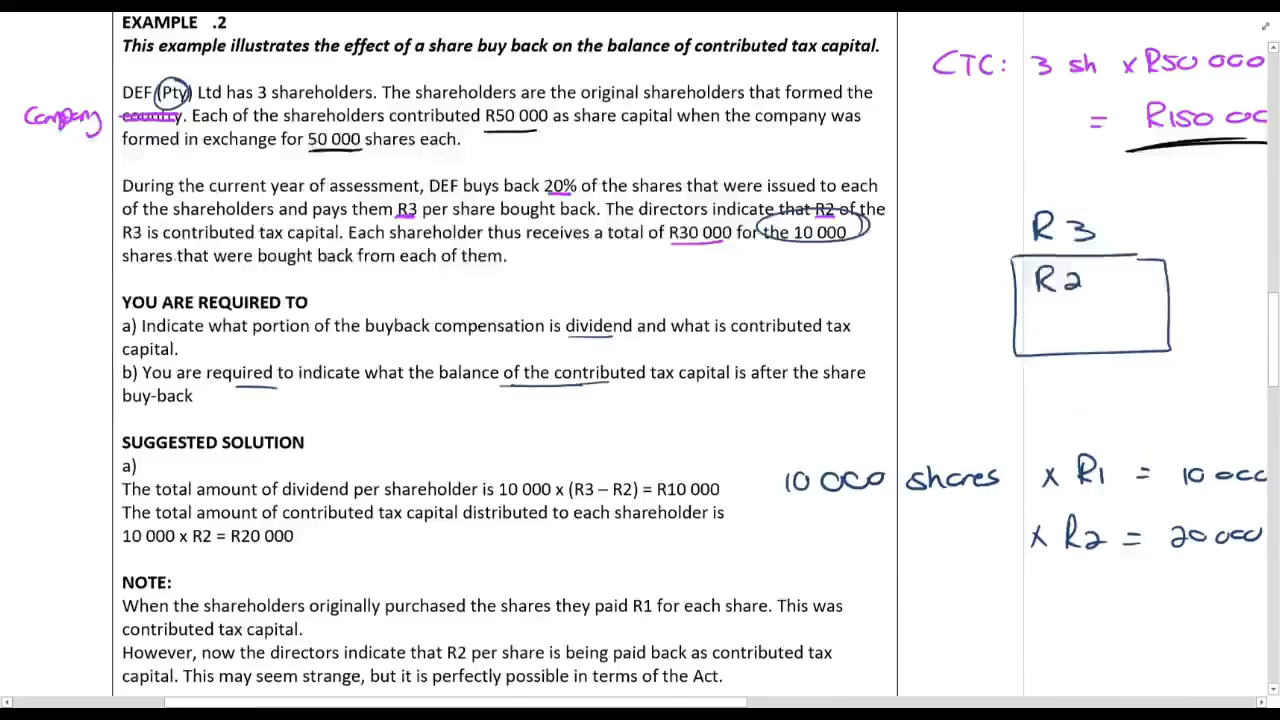 EXAMPLE .2
This example illustrates the effect of a share buy back on the balance of contributed tax capital.
CTC: 3 sh x R50 000
DEF (Pty) Ltd has 3 shareholders. The shareholders are the original shareholders that formed the
Company country. Each of the shareholders contributed R50 000 as share capital when the company was
= R150 00
formed in exchange for 50 000 shares each.
During the current year of assessment, DEF buys back 20% of the shares that were issued to each
of the shareholders and pays them R3 per share bought back. The directors indicate that R2 of the
R3 is contributed tax capital. Each shareholder thus receives a total of R30 000 for the 10 000
shares that were bought back from each of them.
R3
R2
YOU ARE REQUIRED TO
a) Indicate what portion of the buyback compensation is dividend and what is contributed tax
capital.
b) You are required to indicate what the balance of the contributed tax capital is after the share
buy-back
SUGGESTED SOLUTION
a)
The total amount of dividend per shareholder is 10 000 x (R3 – R2) = R10 000
The total amount of contributed tax capital distributed to each shareholder is
10 000 x R2 = R20 000
10 000 shares x R1 = 10 000
x R2 = 20 000
NOTE:
When the shareholders originally purchased the shares they paid R1 for each share. This was
contributed tax capital.
However, now the directors indicate that R2 per share is being paid back as contributed tax
capital. This may seem strange, but it is perfectly possible in terms of the Act.